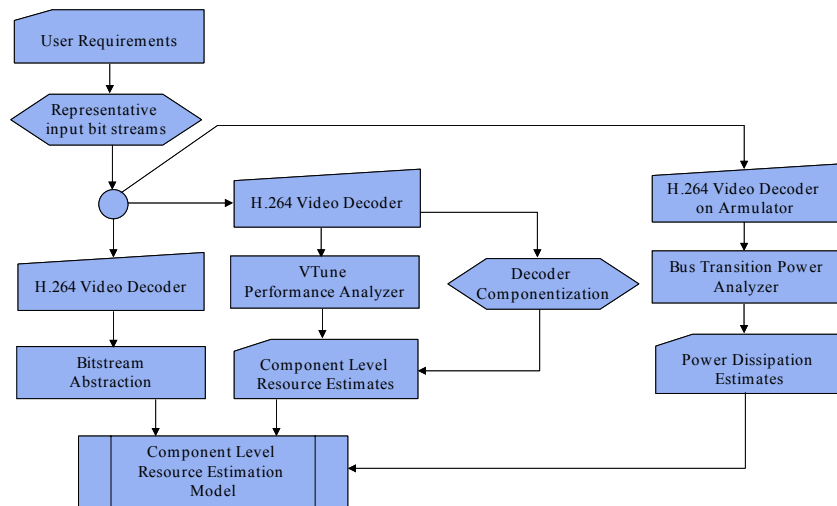 User Requirements
Representative
input bit streams
H.264 Video Decoder
H.264 Video Decoder
on Armulator
H.264 Video Decoder
VTune
Performance Analyzer
Decoder
Componentization
Bus Transition Power
Analyzer
Bitstream
Abstraction
Component Level
Resource Estimates
Power Dissipation
Estimates
Component Level
Resource Estimation
Model